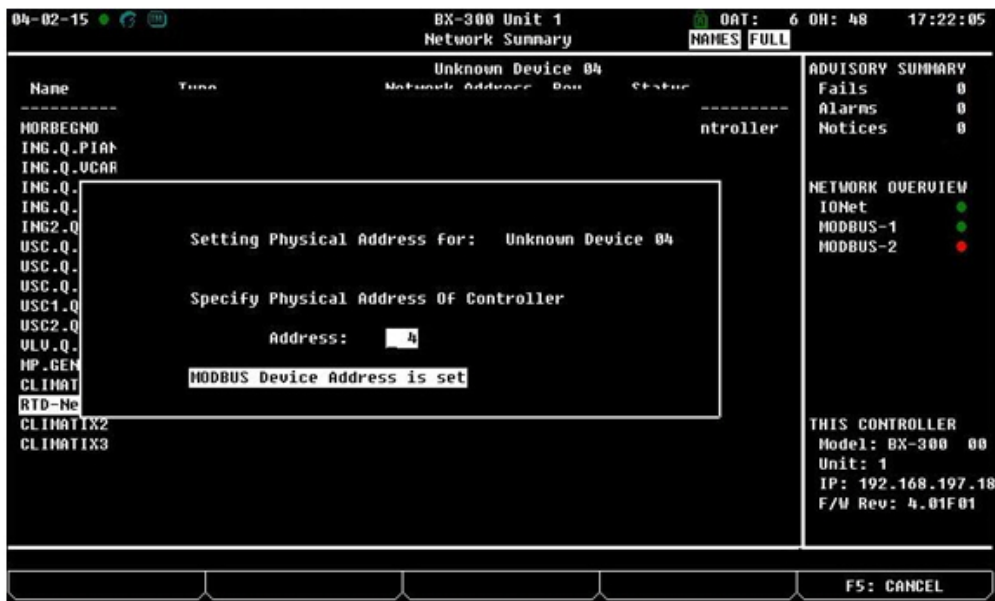 04-02-15 BX-300 Unit 1 OAT: 6 OH: 48 17:22:05
Network Summary NAMES FULL
Unknown Device 04
Name Type Network Address Rev Status
MORBEGNO ntroller
ING.Q.PIAN
ING.Q.VCAR
ING.Q.
ING.Q.
ING2.Q
USC.Q.
USC.Q.
USC.Q.
USC1.Q
USC2.Q
VLV.Q.
MP.GEN
CLIMAT
RTD-Ne
CLIMATIX2
CLIMATIX3
Setting Physical Address for: Unknown Device 04
Specify Physical Address Of Controller
Address: 4
MODBUS Device Address is set
ADVISORY SUMMARY
Fails 0
Alarms 0
Notices 0
NETWORK OVERVIEW
IONet
MODBUS-1
MODBUS-2
THIS CONTROLLER
Model: BX-300 00
Unit: 1
IP: 192.168.197.18
F/W Rev: 4.01F01
F5: CANCEL